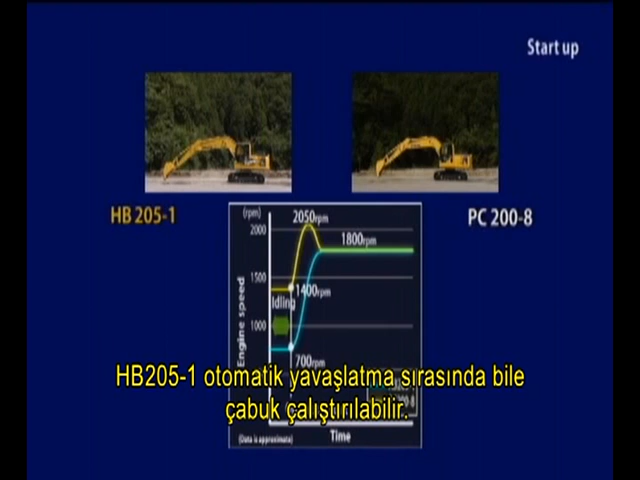 Start up
HB 205-1
PC 200-8
(rpm)
2050rpm
2000
1800rpm
1500
1400rpm
Idling
1000
Engine speed
700rpm
HB205-1 otomatik yavaşlatma sırasında bile
çabuk çalıştırılabilir.
(Data is approximate)
Time